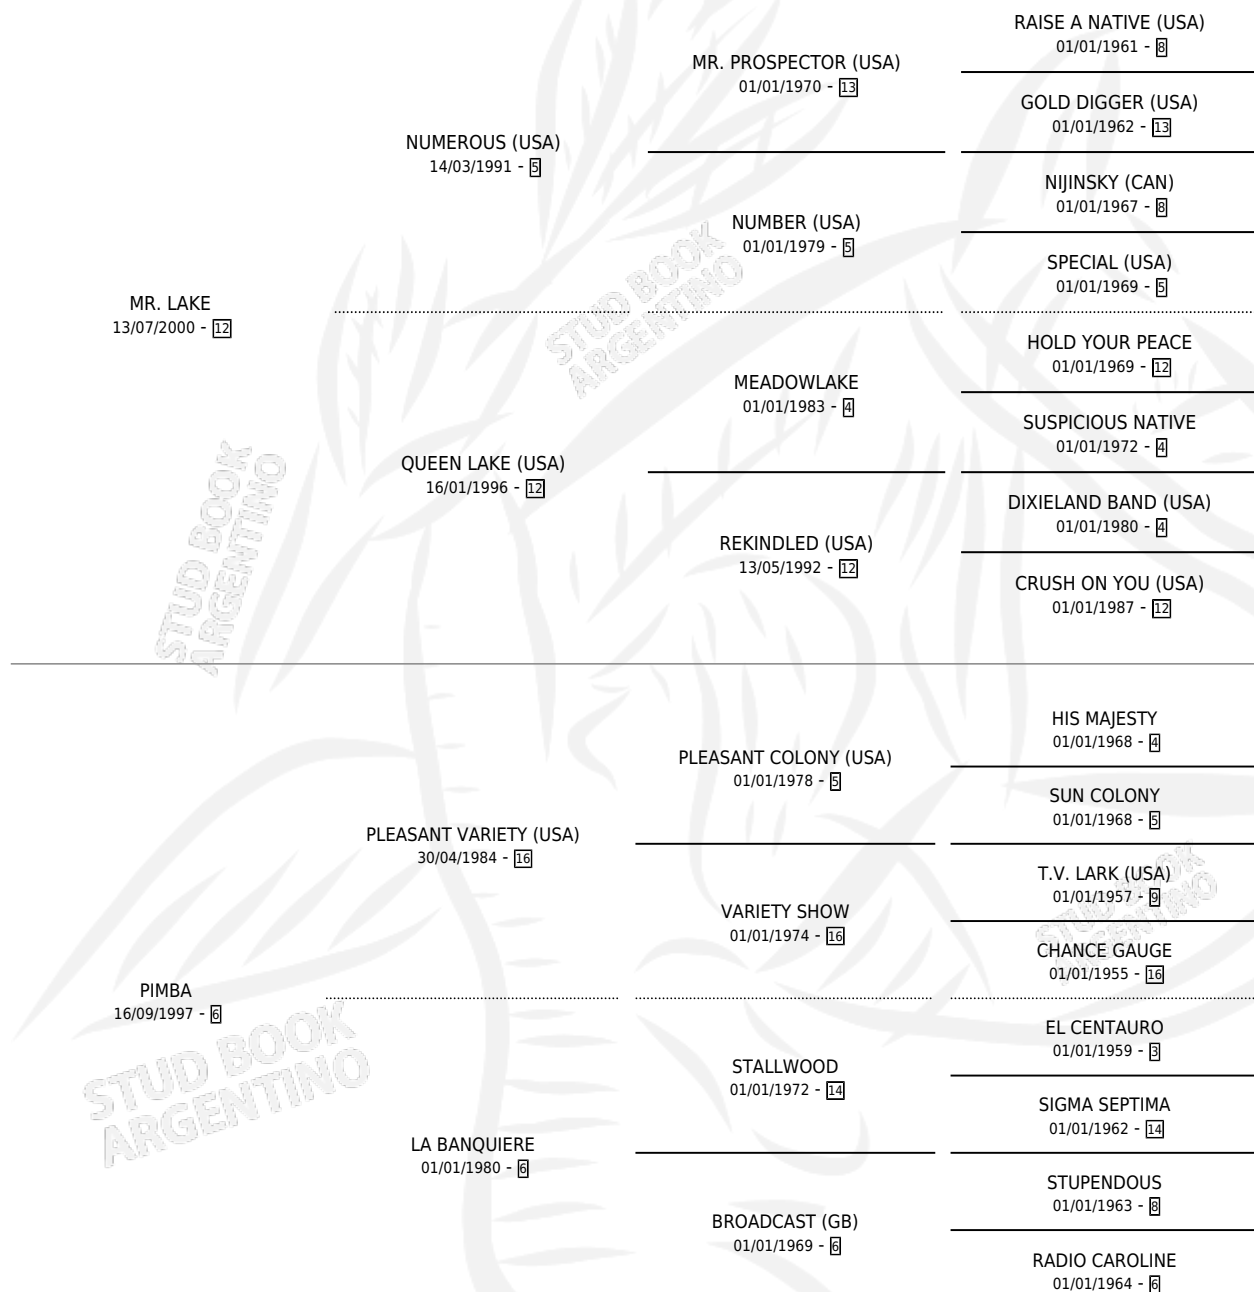 RAISE A NATIVE (USA)
01/01/1961 - 8
MR. PROSPECTOR (USA)
01/01/1970 - 13
GOLD DIGGER (USA)
01/01/1962 - 13
NUMEROUS (USA)
14/03/1991 - 5
NIJINSKY (CAN)
01/01/1967 - 8
NUMBER (USA)
01/01/1979 - 5
SPECIAL (USA)
01/01/1969 - 5
MR. LAKE
13/07/2000 - 12
HOLD YOUR PEACE
01/01/1969 - 12
MEADOWLAKE
01/01/1983 - 4
SUSPICIOUS NATIVE
01/01/1972 - 4
QUEEN LAKE (USA)
16/01/1996 - 12
DIXIELAND BAND (USA)
01/01/1980 - 4
REKINDLED (USA)
13/05/1992 - 12
CRUSH ON YOU (USA)
01/01/1987 - 12
STUD BOOK
ARGENTINO
STUD BOOK
ARGENTINO
HIS MAJESTY
01/01/1968 - 4
PLEASANT COLONY (USA)
01/01/1978 - 5
SUN COLONY
01/01/1968 - 5
PLEASANT VARIETY (USA)
30/04/1984 - 16
T.V. LARK (USA)
01/01/1957 - 9
VARIETY SHOW
01/01/1974 - 16
CHANCE GAUGE
01/01/1955 - 16
PIMBA
16/09/1997 - 6
EL CENTAURO
01/01/1959 - 3
STALLWOOD
01/01/1972 - 14
SIGMA SEPTIMA
01/01/1962 - 14
LA BANQUIERE
01/01/1980 - 6
STUPENDOUS
01/01/1963 - 8
BROADCAST (GB)
01/01/1969 - 6
RADIO CAROLINE
01/01/1964 - 6
STUD BOOK
ARGENTINO
STUD BOOK
ARGENTINO